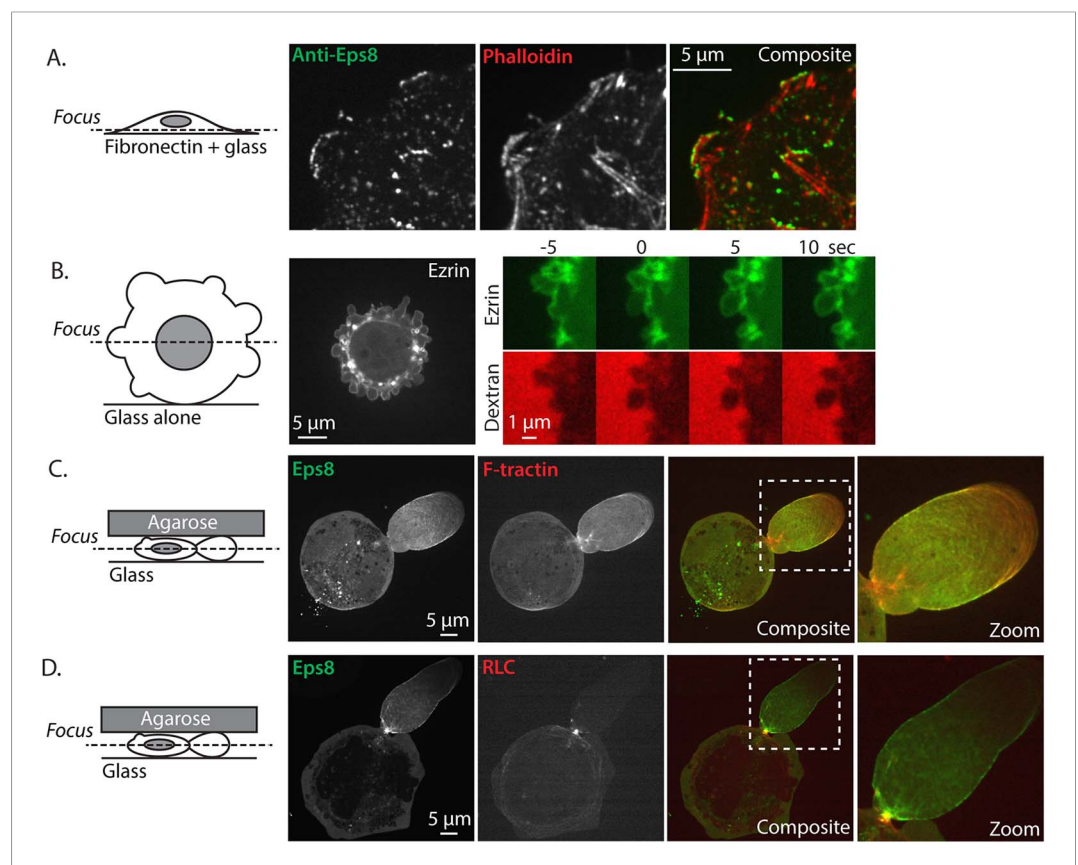 A.
Focus
Fibronectin + glass
Anti-Eps8
Phalloidin
5 μm
Composite
B.
Focus
Glass alone
Ezrin
5 μm
-5 0 5 10 sec
Ezrin
Dextran
1 μm
C.
Agarose
Focus
Glass
Eps8
5 μm
F-tractin
Composite
Zoom
D.
Agarose
Focus
Glass
Eps8
5 μm
RLC
Composite
Zoom